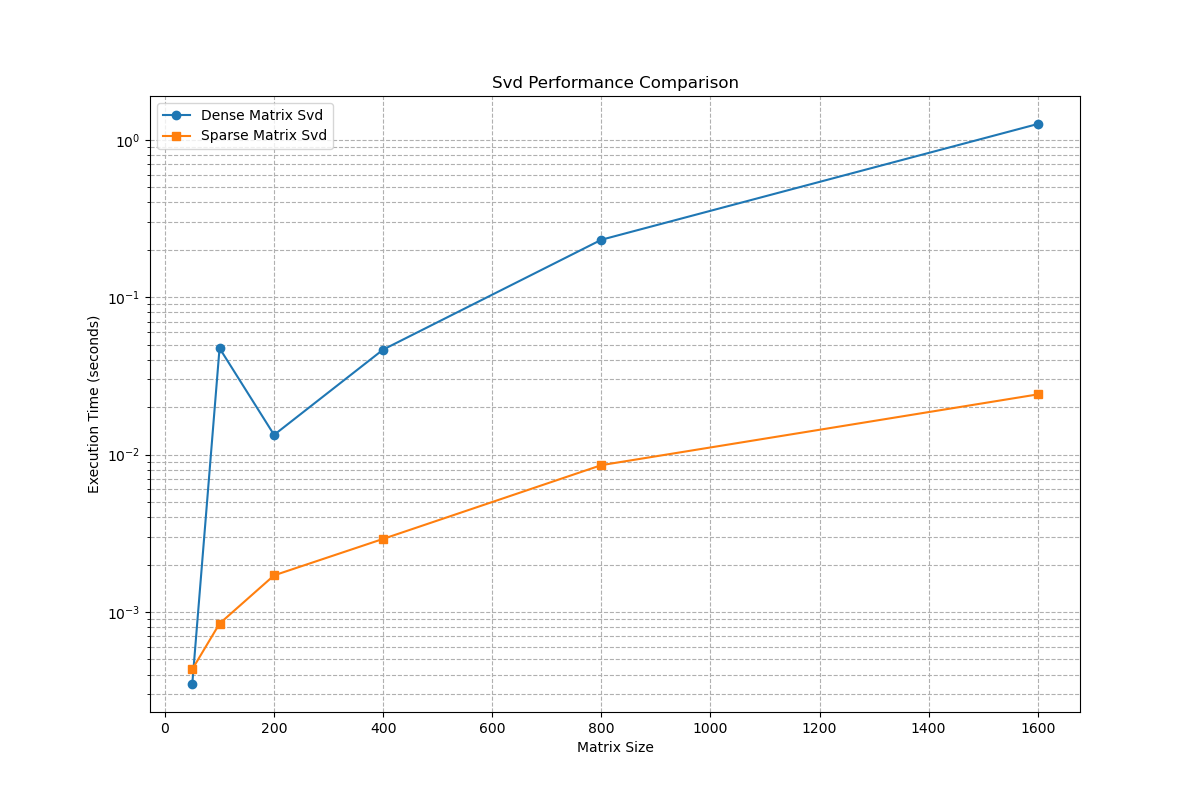 Svd Performance Comparison
Dense Matrix Svd
Sparse Matrix Svd
Execution Time (seconds)
10⁰
10⁻¹
10⁻²
10⁻³
0 200 400 600 800 1000 1200 1400 1600
Matrix Size